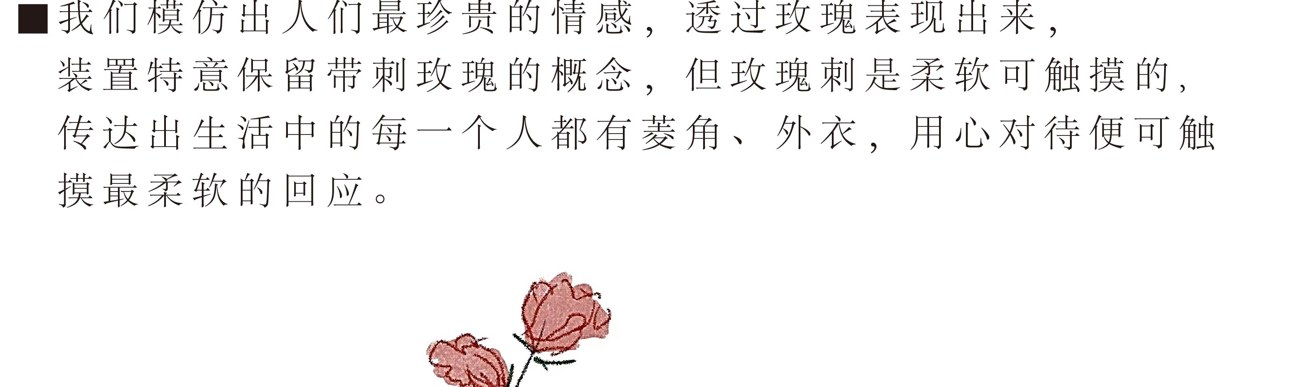 ■我们模仿出人们最珍贵的情感，透过玫瑰表现出来，
装置特意保留带刺玫瑰的概念，但玫瑰刺是柔软可触摸的，
传达出生活中的每一个人都有菱角、外衣，用心对待便可触
摸最柔软的回应。